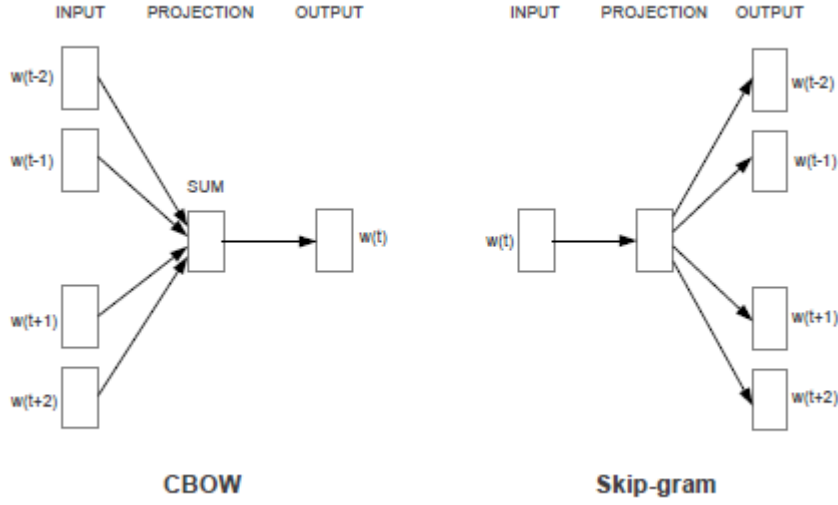 INPUT PROJECTION OUTPUT
w(t-2)
w(t-1)
SUM
w(t)
w(t+1)
w(t+2)
CBOW
INPUT PROJECTION OUTPUT
w(t-2)
w(t-1)
w(t)
w(t+1)
w(t+2)
Skip-gram